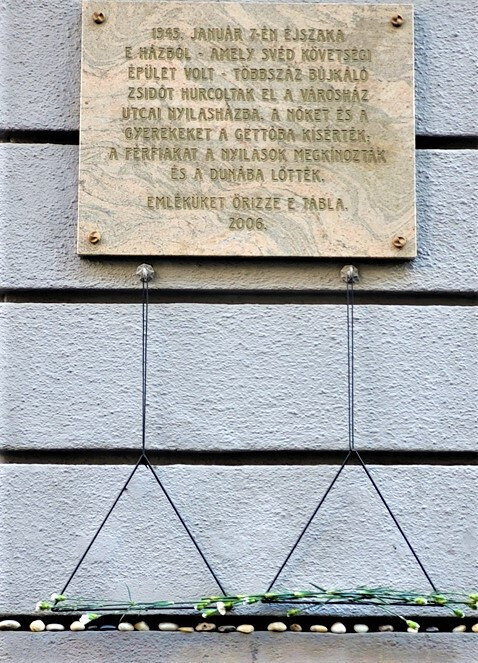 1945. JANUÁR 7-ÉN ÉJSZAKA
E HÁZBÓL - AMELY SVÉD KÖVETSÉGI
ÉPÜLET VOLT - TÖBBSZÁZ BUJKÁLÓ
ZSIDÓT HURCOLTAK EL A VÁROSHÁZ
UTCAI NYILASHÁZBA. A NŐKET ÉS A
GYEREKEKET A GETTÓBA KÍSÉRTÉK;
A FÉRFIAKAT A NYILASOK MEGKÍNOZTÁK
ÉS A DUNÁBA LŐTTÉK.
EMLÉKÜKET ŐRIZZE E TÁBLA.
2006.